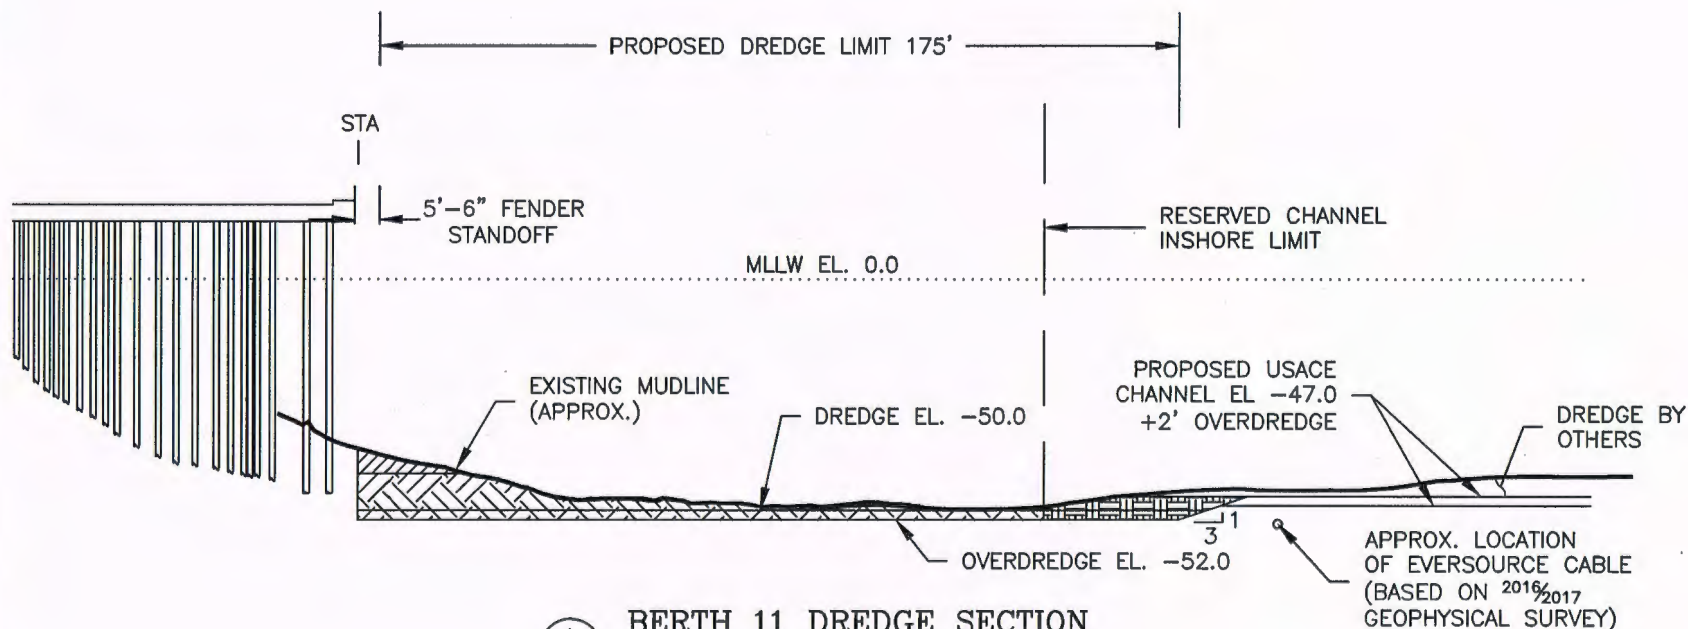 PROPOSED DREDGE LIMIT 175'
STA
5'-6" FENDER
STANDOFF
RESERVED CHANNEL
INSHORE LIMIT
MLLW EL. 0.0
EXISTING MUDLINE
(APPROX.)
DREDGE EL. -50.0
PROPOSED USACE
CHANNEL EL -47.0
+2' OVERDREDGE
DREDGE BY
OTHERS
1
3
OVERDREDGE EL. -52.0
APPROX. LOCATION
OF EVERSOURCE CABLE
(BASED ON 2016/2017
GEOPHYSICAL SURVEY)
BERTH 11 DREDGE SECTION